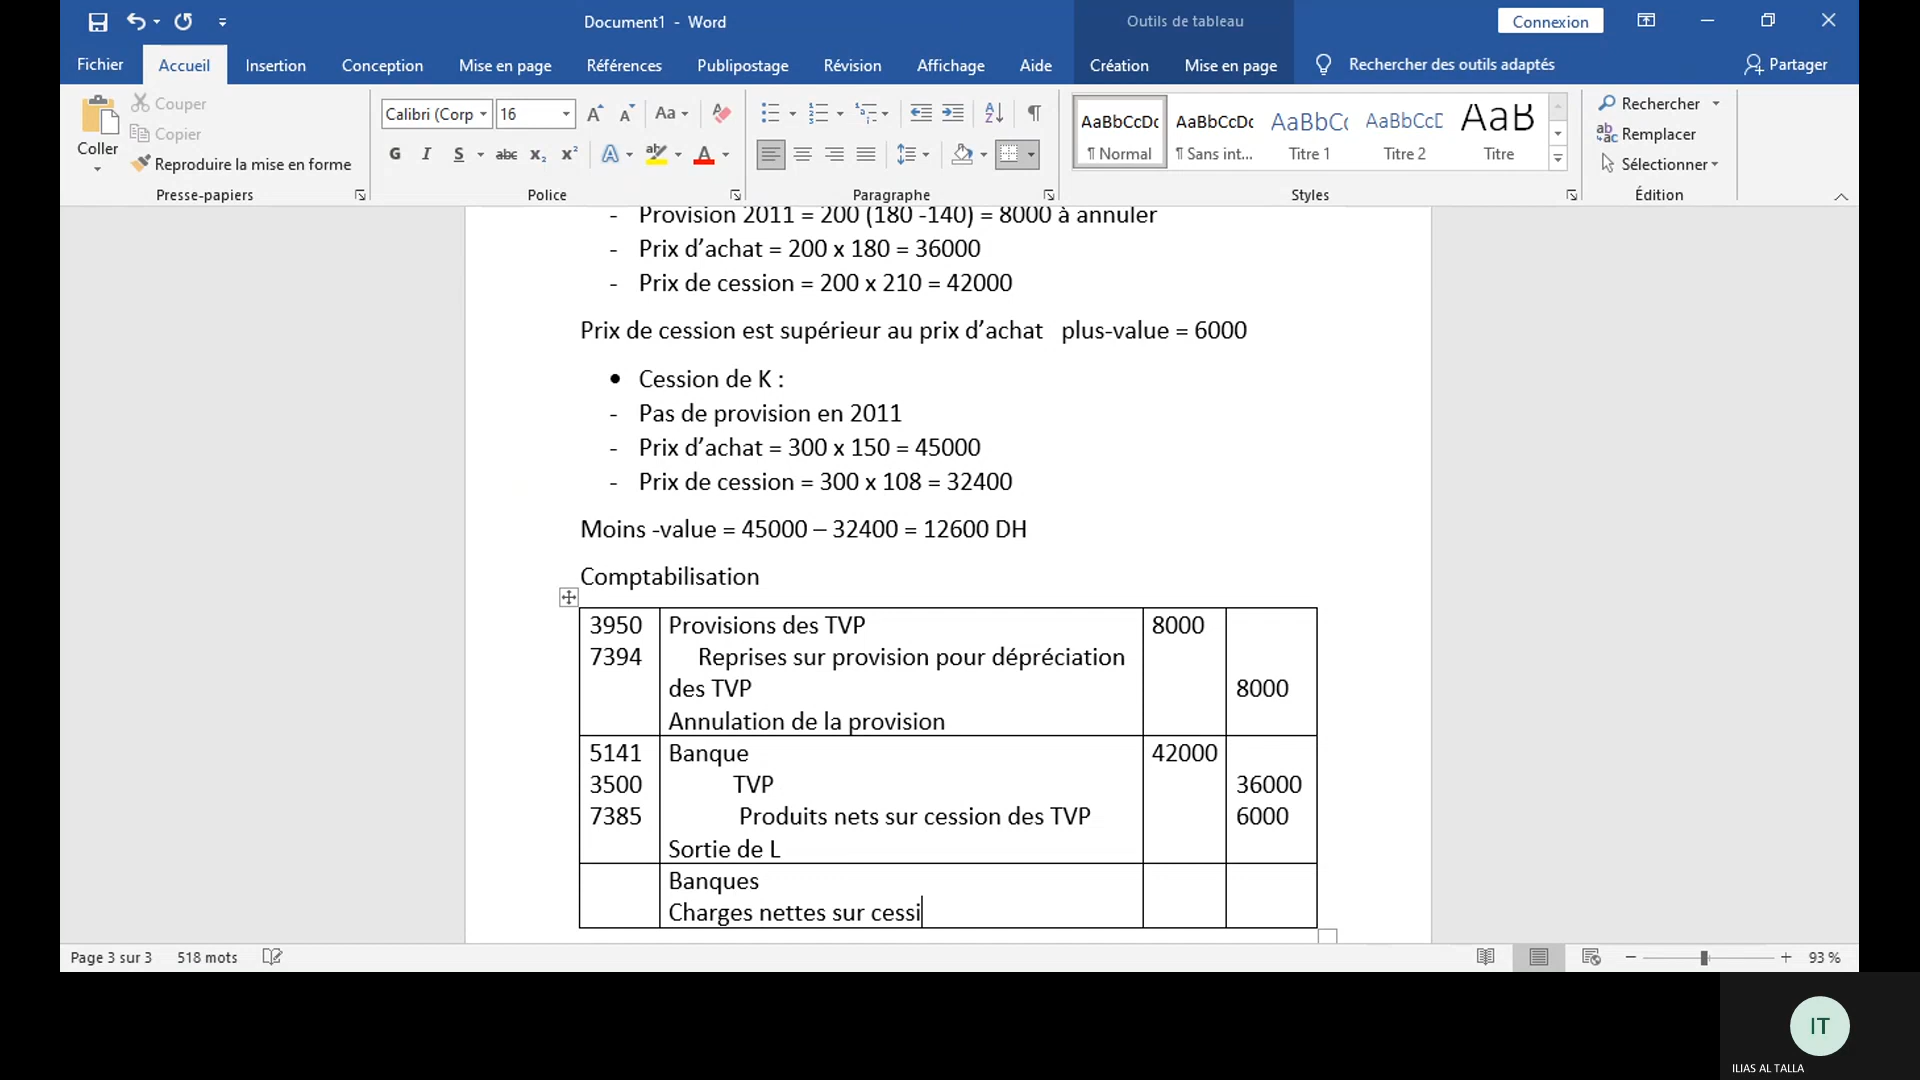 Document1 - Word
Outils de tableau
Connexion
Fichier
Accueil
Insertion
Conception
Mise en page
Références
Publipostage
Révision
Affichage
Aide
Création
Mise en page
Rechercher des outils adaptés
Partager
Coller
Couper
Copier
Reproduire la mise en forme
Presse-papiers
Calibri (Corp
16
Aa
G I S abc x₂ x²
Police
Paragraphe
AaBbCcDc
¶ Normal
AaBbCcDc
¶ Sans int...
AaBbCc
Titre 1
AaBbCcD
Titre 2
AaB
Titre
Styles
Rechercher
Remplacer
Sélectionner
Édition
- Provision 2011 = 200 (180 -140) = 8000 à annuler
- Prix d’achat = 200 x 180 = 36000
- Prix de cession = 200 x 210 = 42000
Prix de cession est supérieur au prix d’achat plus-value = 6000
• Cession de K :
- Pas de provision en 2011
- Prix d’achat = 300 x 150 = 45000
- Prix de cession = 300 x 108 = 32400
Moins -value = 45000 – 32400 = 12600 DH
Comptabilisation
3950 Provisions des TVP 8000
7394 Reprises sur provision pour dépréciation
des TVP 8000
Annulation de la provision
5141 Banque 42000
3500 TVP 36000
7385 Produits nets sur cession des TVP 6000
Sortie de L
Banques
Charges nettes sur cessi
Page 3 sur 3
518 mots
93 %
IT
ILIAS AL TALLA